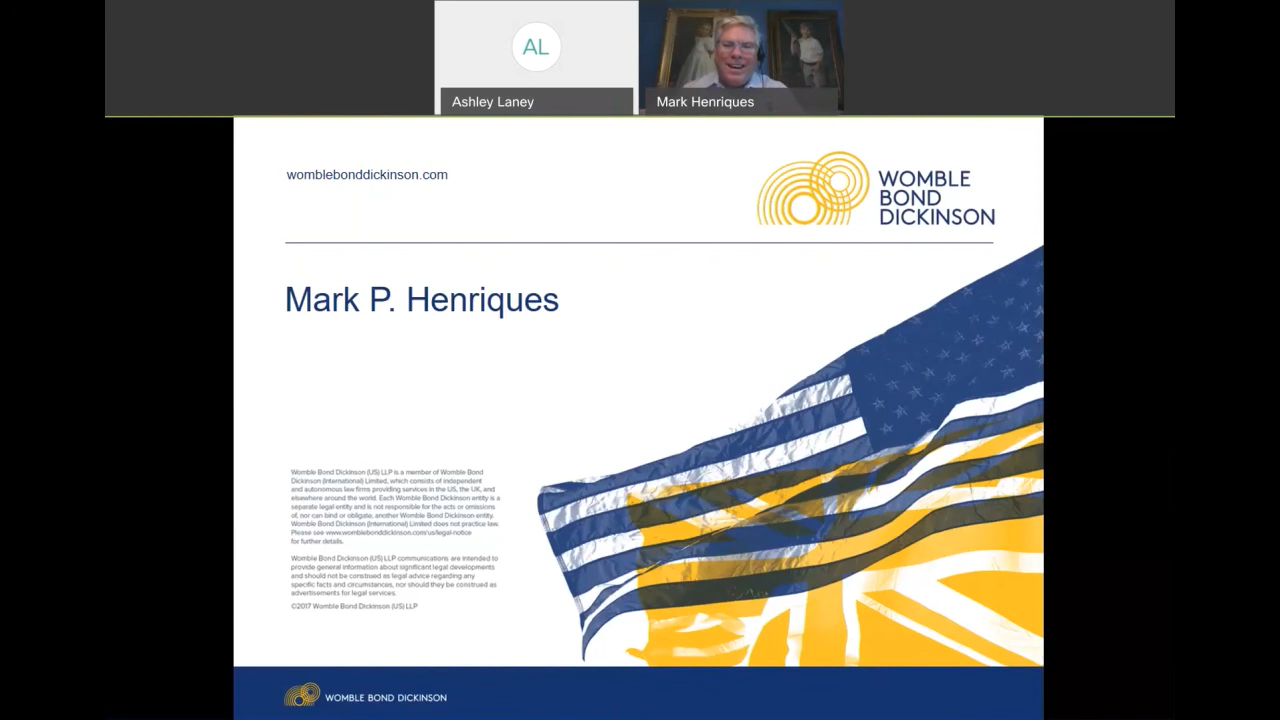 AL
Ashley Laney
Mark Henriques
womblebonddickinson.com
WOMBLE
BOND
DICKINSON
Mark P. Henriques
Womble Bond Dickinson (US) LLP is a member of Womble Bond
Dickinson (International) Limited, which consists of independent
and autonomous law firms providing services in the US, the UK, and
elsewhere around the world. Each Womble Bond Dickinson entity is a
separate legal entity and is not responsible for the acts or omissions
of, nor can bind or obligate, another Womble Bond Dickinson entity.
Womble Bond Dickinson (International) Limited does not practice law.
Please see www.womblebonddickinson.com/us/legal-notice
for further details.
Womble Bond Dickinson (US) LLP communications are intended to
provide general information about significant legal developments
and should not be construed as legal advice regarding any
specific facts and circumstances, nor should they be construed as
advertisements for legal services.
©2017 Womble Bond Dickinson (US) LLP
WOMBLE BOND DICKINSON